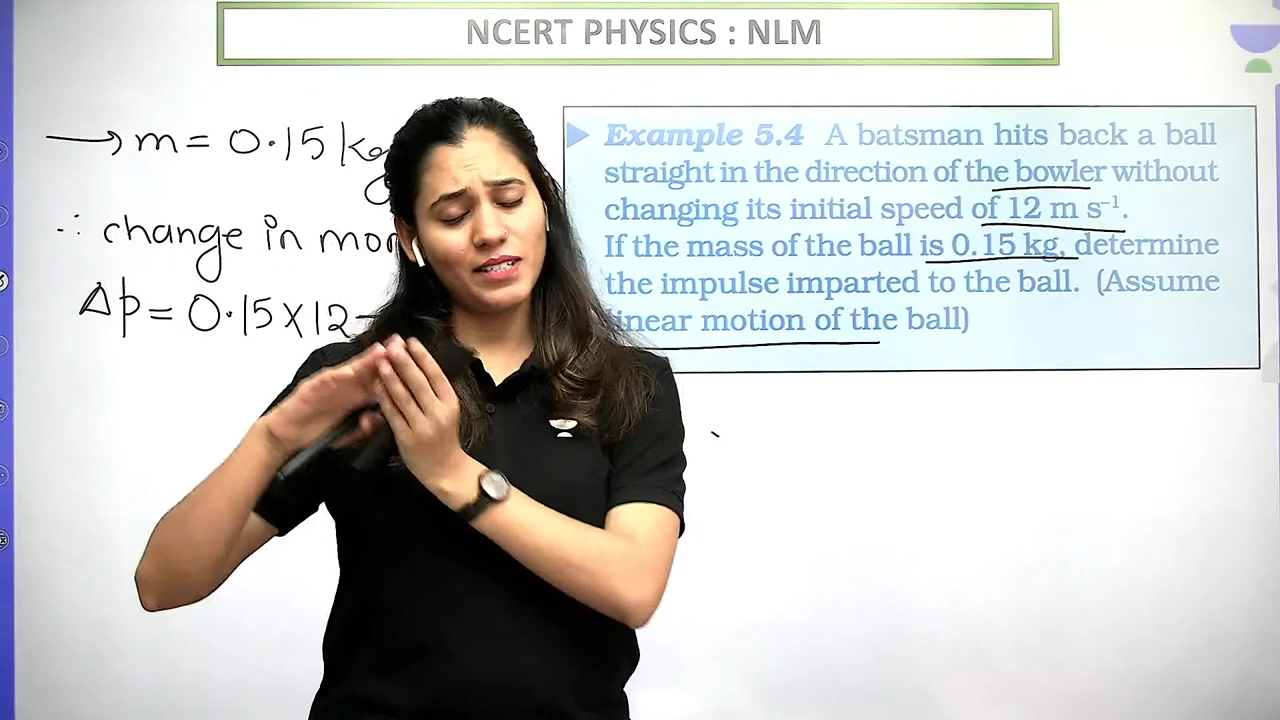 NCERT PHYSICS : NLM
→ m = 0.15 kg
∴ change in mom
Δp = 0.15 × 12 -
Example 5.4 A batsman hits back a ball
straight in the direction of the bowler without
changing its initial speed of 12 m s⁻¹.
If the mass of the ball is 0.15 kg, determine
the impulse imparted to the ball. (Assume
linear motion of the ball)